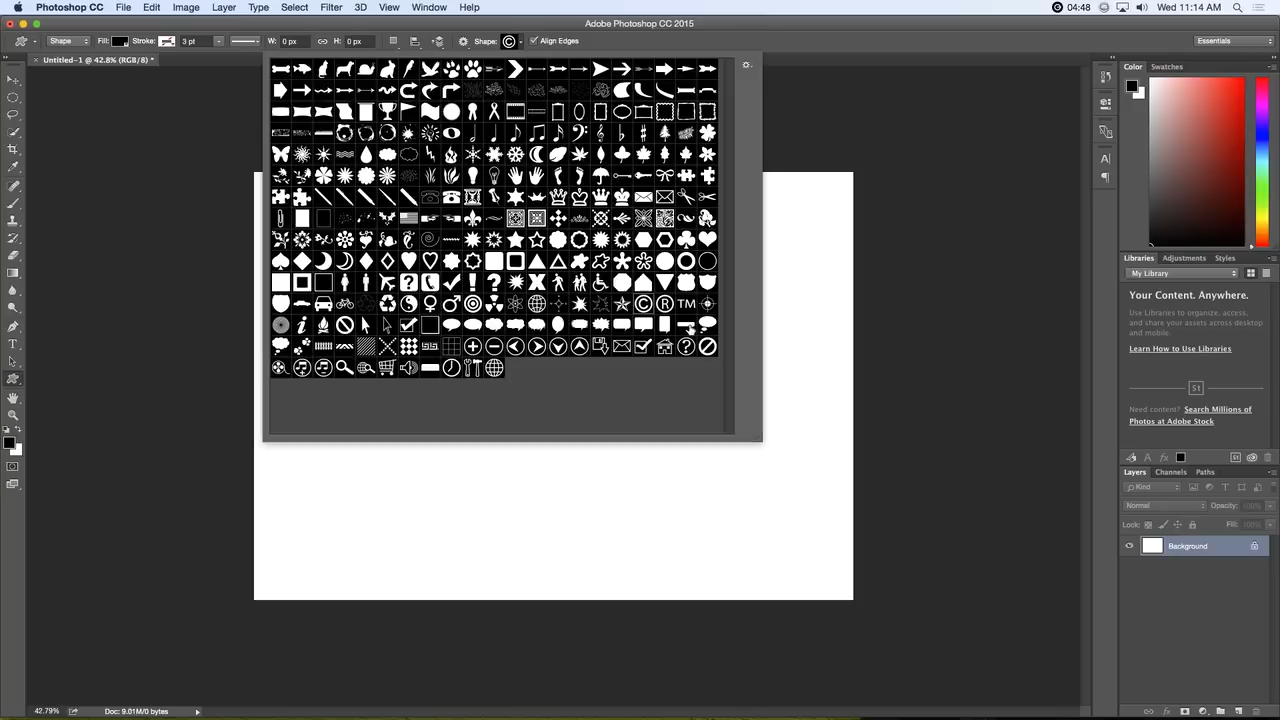 Photoshop CC File Edit Image Layer Type Select Filter 3D View Window Help 04:48 Wed 11:14 AM
Adobe Photoshop CC 2015
Shape Fill: Stroke: 3 pt W: 0 px H: 0 px Shape: Align Edges Essentials
× Untitled-1 @ 42.8% (RGB/8) *
Color Swatches
Libraries Adjustments Styles
My Library
Your Content. Anywhere.
Use Libraries to organize, access,
and share your assets across desktop
and mobile.
Learn How to Use Libraries
St
Need content? Search Millions of
Photos at Adobe Stock
Layers Channels Paths
Kind
Normal Opacity: 100%
Lock: Fill: 100%
Background
42.79% Doc: 9.01M/0 bytes